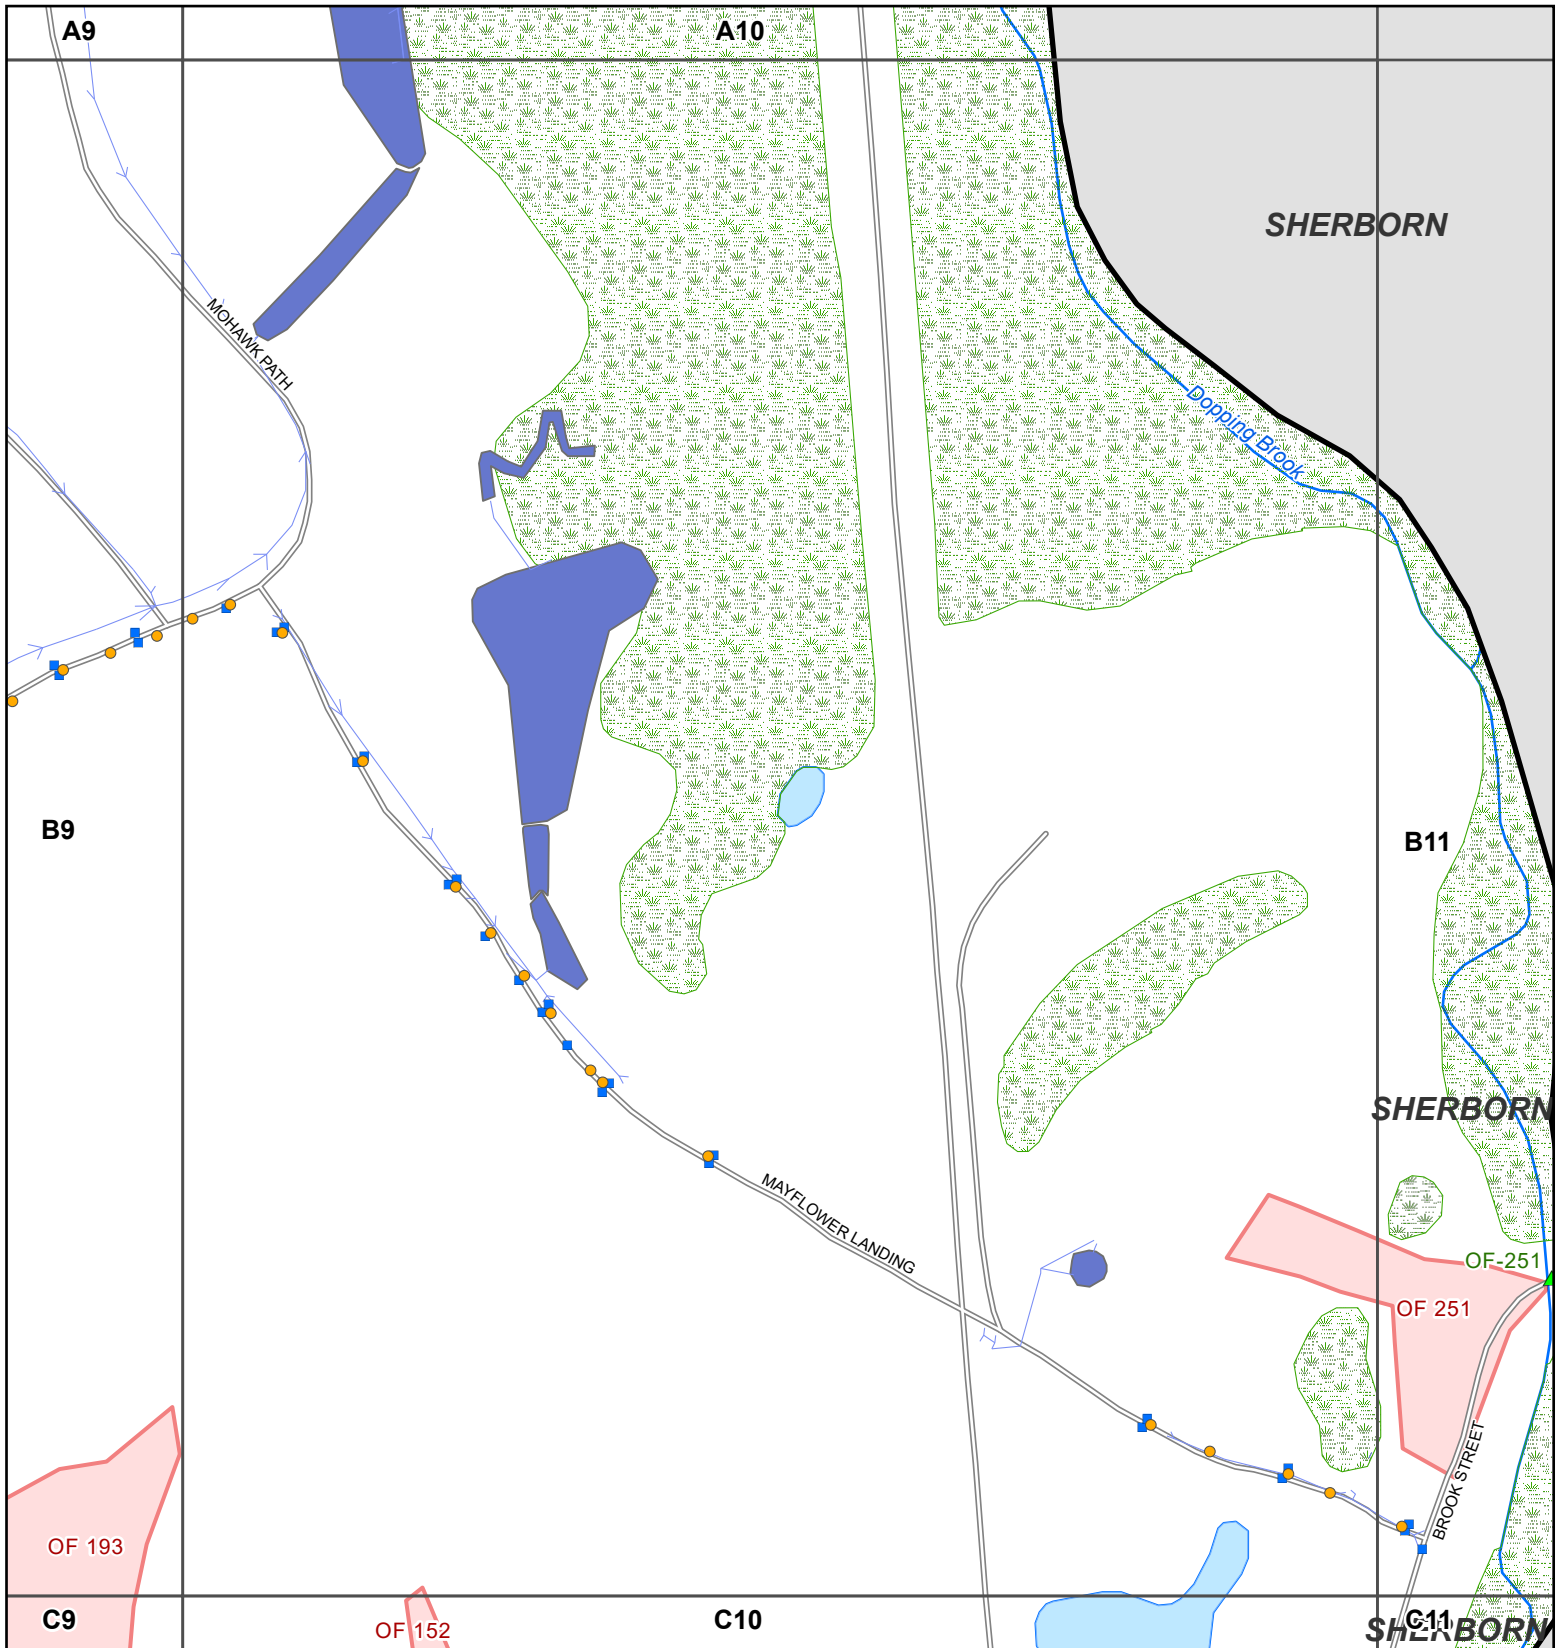 A9
A10
SHERBORN
MOHAWK PATH
Dopping Brook
B9
B11
SHERBORN
MAYFLOWER LANDING
OF-251
OF 251
BROOK STREET
OF 193
C9
OF 152
C10
C11
SHERBORN